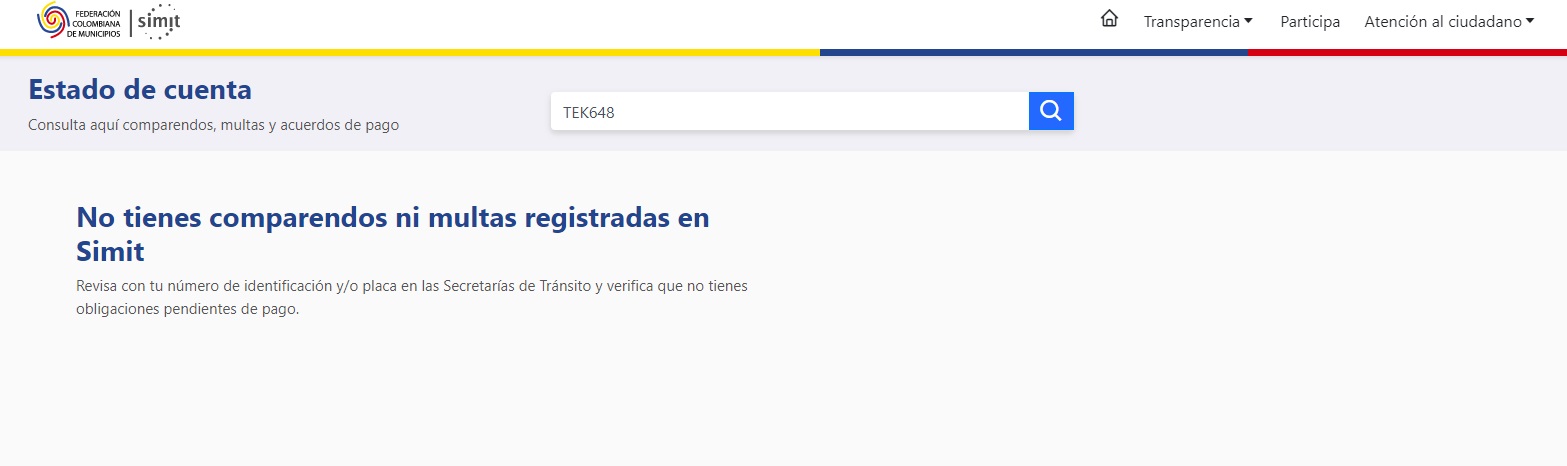 FEDERACIÓN
COLOMBIANA
DE MUNICIPIOS
simit
Transparencia
Participa
Atención al ciudadano
Estado de cuenta
Consulta aquí comparendos, multas y acuerdos de pago
TEK648
No tienes comparendos ni multas registradas en
Simit
Revisa con tu número de identificación y/o placa en las Secretarías de Tránsito y verifica que no tienes
obligaciones pendientes de pago.